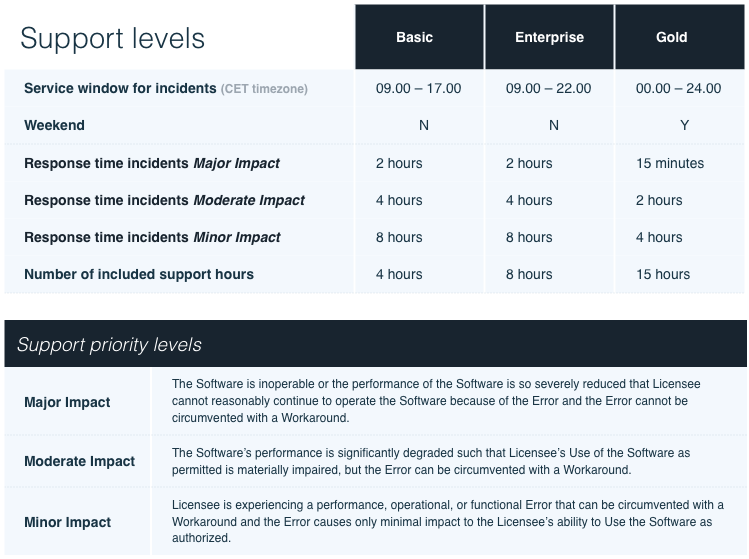 Support levels Basic Enterprise Gold
Service window for incidents (CET timezone) 09.00 – 17.00 09.00 – 22.00 00.00 – 24.00
Weekend N N Y
Response time incidents Major Impact 2 hours 2 hours 15 minutes
Response time incidents Moderate Impact 4 hours 4 hours 2 hours
Response time incidents Minor Impact 8 hours 8 hours 4 hours
Number of included support hours 4 hours 8 hours 15 hours
Support priority levels
Major Impact
The Software is inoperable or the performance of the Software is so severely reduced that Licensee
cannot reasonably continue to operate the Software because of the Error and the Error cannot be
circumvented with a Workaround.
Moderate Impact
The Software's performance is significantly degraded such that Licensee's Use of the Software as
permitted is materially impaired, but the Error can be circumvented with a Workaround.
Minor Impact
Licensee is experiencing a performance, operational, or functional Error that can be circumvented with a
Workaround and the Error causes only minimal impact to the Licensee's ability to Use the Software as
authorized.